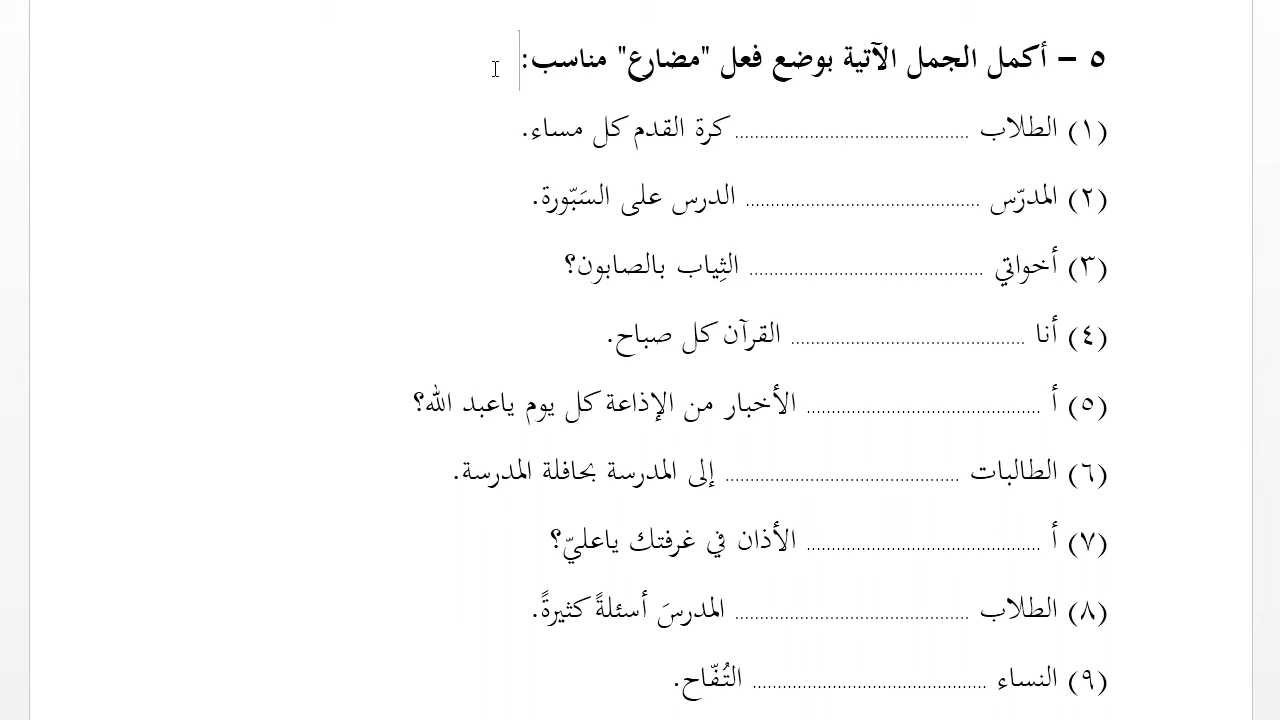 ٥ – أكمل الجمل الآتية بوضع فعل "مضارع" مناسب:
(١) الطلاب ............................................... كرة القدم كل مساء.
(٢) المدرّس ............................................... الدرس على السَبّورة.
(٣) أخواتي ............................................... الثِياب بالصابون؟
(٤) أنا ............................................... القرآن كل صباح.
(٥) أ ............................................... الأخبار من الإذاعة كل يوم ياعبد الله؟
(٦) الطالبات ............................................... إلى المدرسة بحافلة المدرسة.
(٧) أ ............................................... الأذان في غرفتك ياعليّ؟
(٨) الطلاب ............................................... المدرسَ أسئلةً كثيرةً.
(٩) النساء ............................................... التُفّاح.